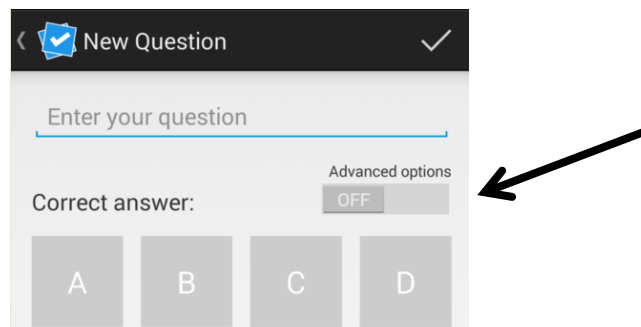 New Question
Enter your question
Advanced options
Correct answer:
OFF
A B C D